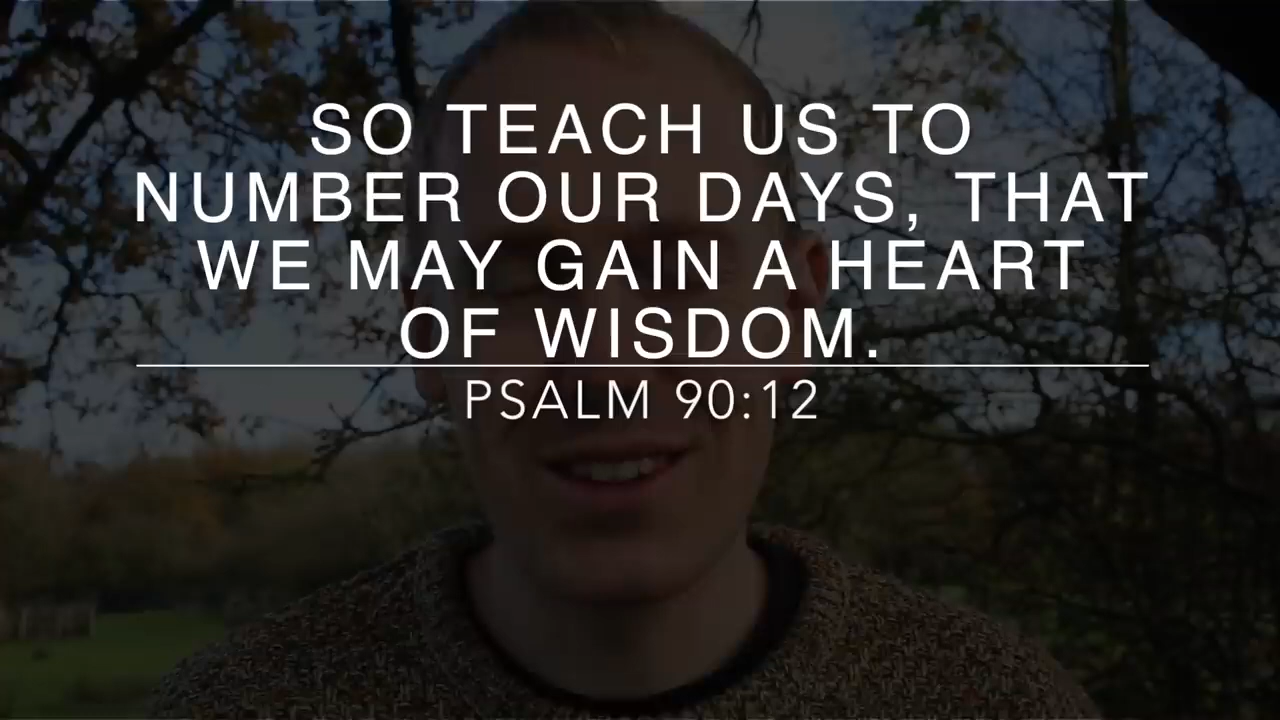 SO TEACH US TO
NUMBER OUR DAYS, THAT
WE MAY GAIN A HEART
OF WISDOM.
PSALM 90:12